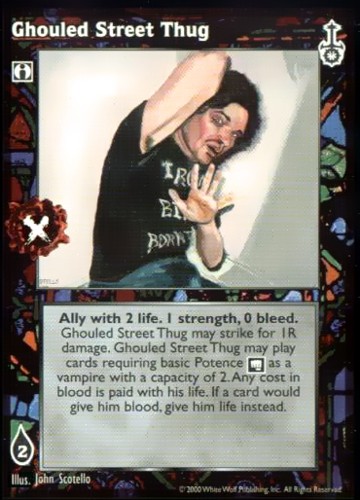 Ghouled Street Thug
Ally with 2 life. 1 strength, 0 bleed.
Ghouled Street Thug may strike for 1R
damage. Ghouled Street Thug may play
cards requiring basic Potence as a
vampire with a capacity of 2. Any cost in
blood is paid with his life. If a card would
give him blood, give him life instead.
2
Illus. John Scotello
©2000 White Wolf Publishing, Inc. All Rights Reserved